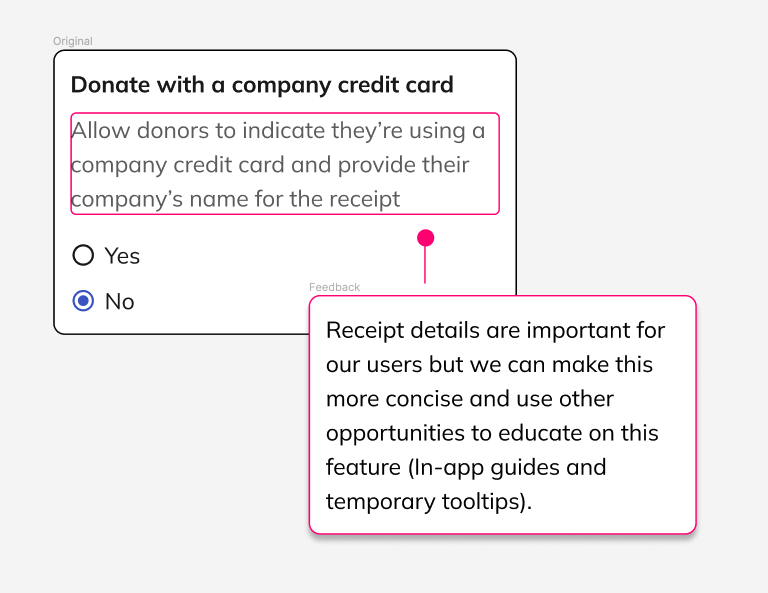 Original
Donate with a company credit card
Allow donors to indicate they’re using a
company credit card and provide their
company’s name for the receipt
Yes
No
Feedback
Receipt details are important for
our users but we can make this
more concise and use other
opportunities to educate on this
feature (In-app guides and
temporary tooltips).